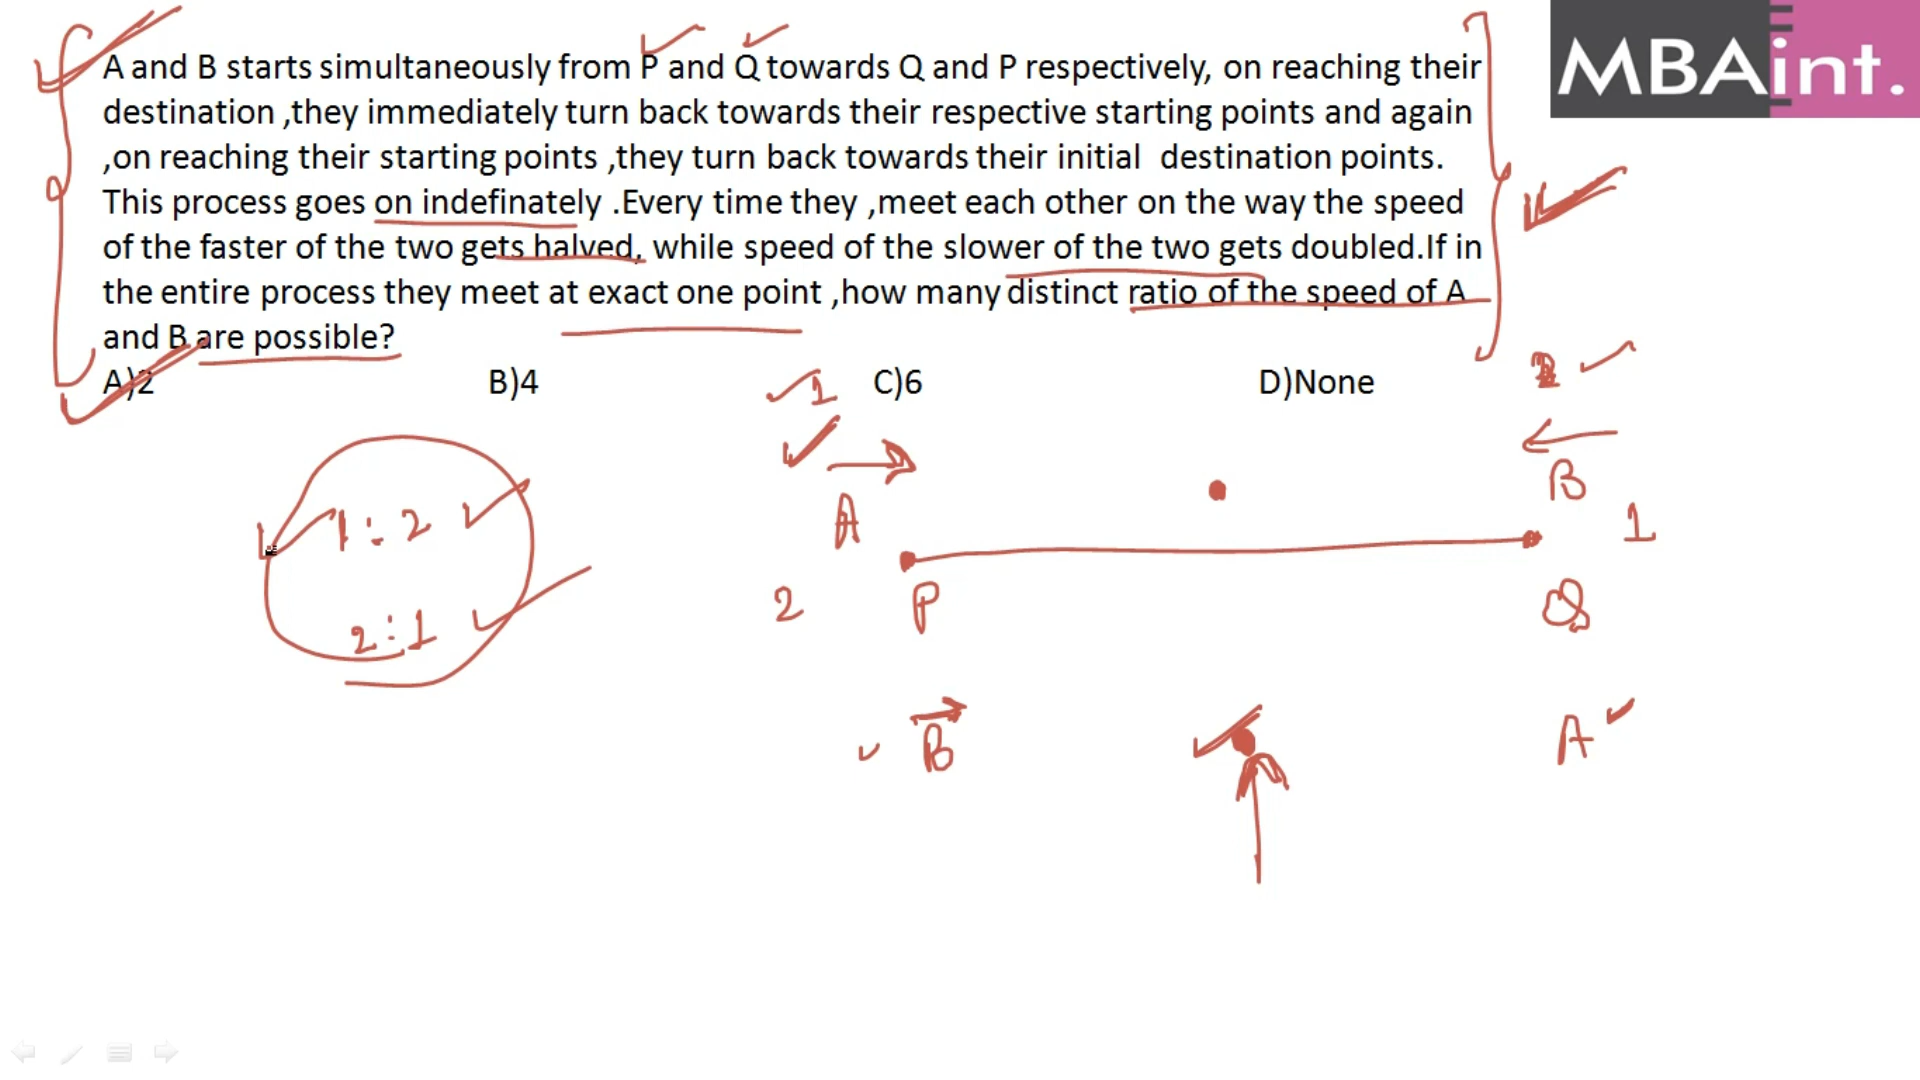 MBAint.
A and B starts simultaneously from P and Q towards Q and P respectively, on reaching their
destination ,they immediately turn back towards their respective starting points and again
,on reaching their starting points ,they turn back towards their initial destination points.
This process goes on indefinately .Every time they ,meet each other on the way the speed
of the faster of the two gets halved, while speed of the slower of the two gets doubled.If in
the entire process they meet at exact one point ,how many distinct ratio of the speed of A
and B are possible?
A)2 B)4 C)6 D)None
1
A B
1 : 2
1
2 P Q
2 : 1
B A